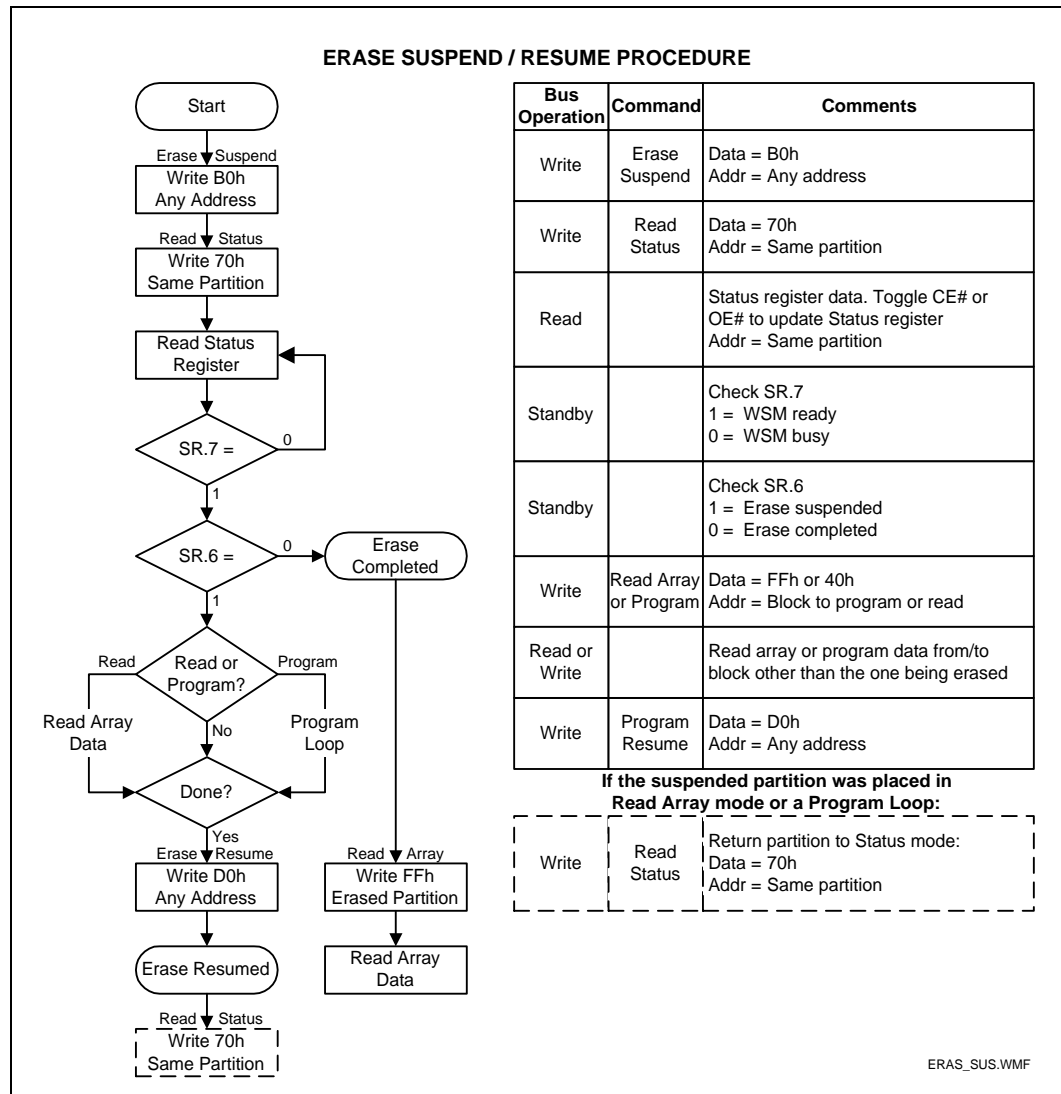 ERASE SUSPEND / RESUME PROCEDURE
Start
Erase Suspend
Write B0h
Any Address
Read Status
Write 70h
Same Partition
Read Status
Register
SR.7 =
0
1
SR.6 =
0
Erase
Completed
1
Read
Read or
Program?
Program
Read Array
Data
No
Program
Loop
Done?
Yes
Erase Resume
Write D0h
Any Address
Read Array
Write FFh
Erased Partition
Erase Resumed
Read Array
Data
Read Status
Write 70h
Same Partition
Bus
Operation
Command
Comments
Write
Erase
Suspend
Data = B0h
Addr = Any address
Write
Read
Status
Data = 70h
Addr = Same partition
Read
Status register data. Toggle CE# or
OE# to update Status register
Addr = Same partition
Standby
Check SR.7
1 = WSM ready
0 = WSM busy
Standby
Check SR.6
1 = Erase suspended
0 = Erase completed
Write
Read Array
or Program
Data = FFh or 40h
Addr = Block to program or read
Read or
Write
Read array or program data from/to
block other than the one being erased
Write
Program
Resume
Data = D0h
Addr = Any address
If the suspended partition was placed in
Read Array mode or a Program Loop:
Write
Read
Status
Return partition to Status mode:
Data = 70h
Addr = Same partition
ERAS_SUS.WMF